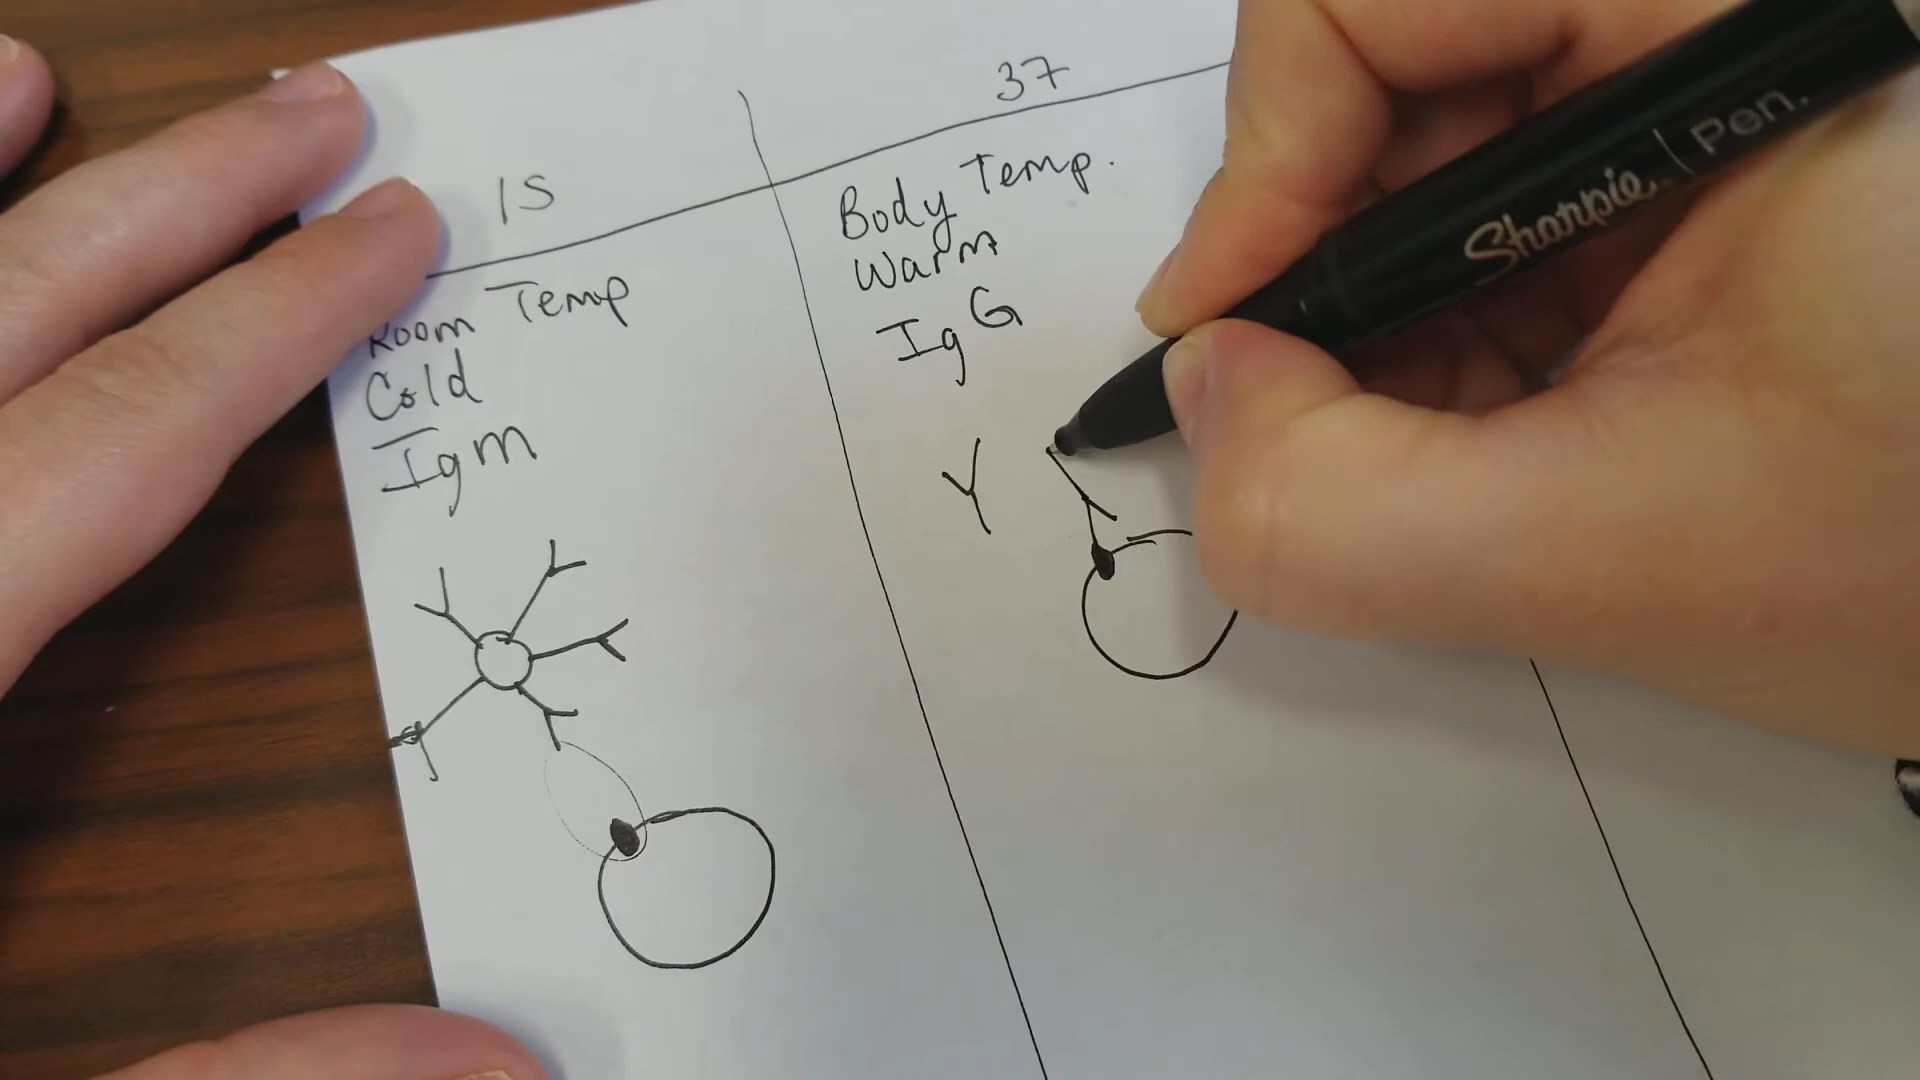 IS
Room Temp
Cold
IgM
37
Body Temp.
Warm
IgG
Sharpie. | Pen.